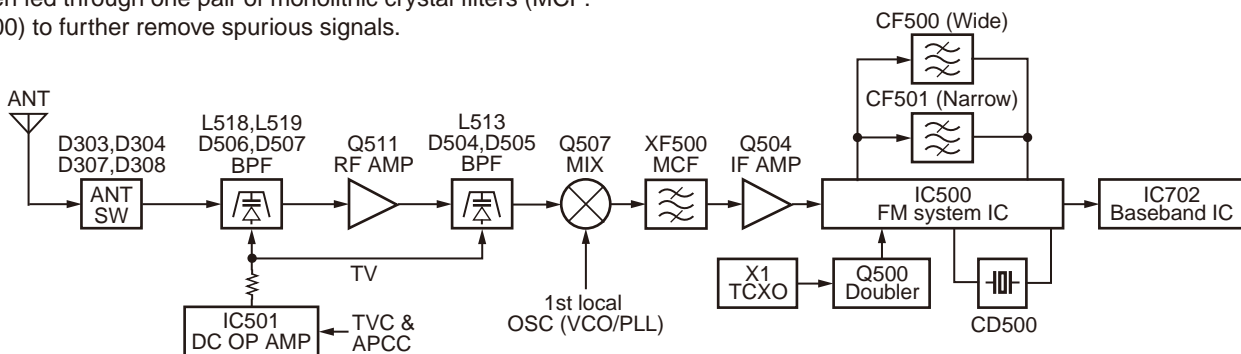 en fed through one pair of monolithic crystal filters (MCF:
00) to further remove spurious signals.
CF500 (Wide)
CF501 (Narrow)
ANT
D303,D304
D307,D308
ANT
SW
L518,L519
D506,D507
BPF
Q511
RF AMP
L513
D504,D505
BPF
Q507
MIX
XF500
MCF
Q504
IF AMP
IC500
FM system IC
IC702
Baseband IC
TV
X1
TCXO
Q500
Doubler
CD500
1st local
OSC (VCO/PLL)
IC501
DC OP AMP
TVC &
APCC